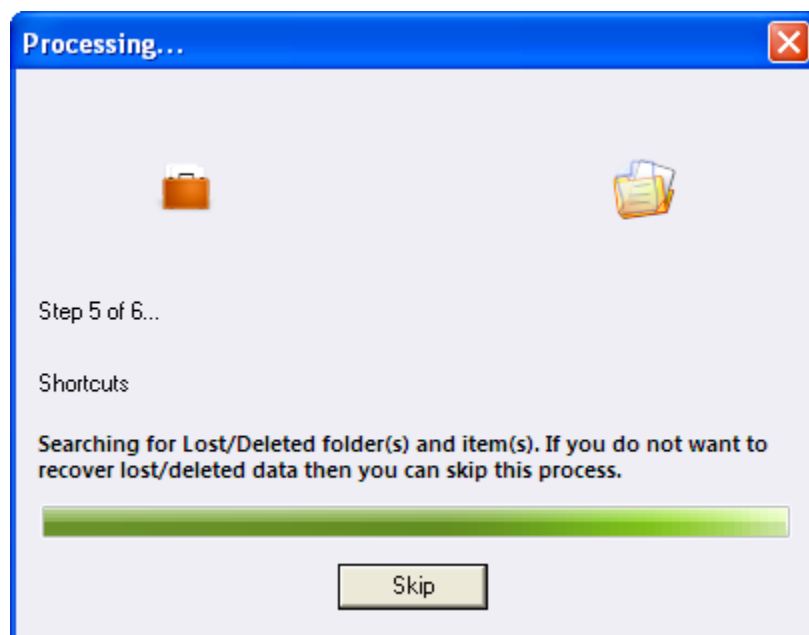 Processing...
Step 5 of 6...
Shortcuts
Searching for Lost/Deleted folder(s) and item(s). If you do not want to
recover lost/deleted data then you can skip this process.
Skip